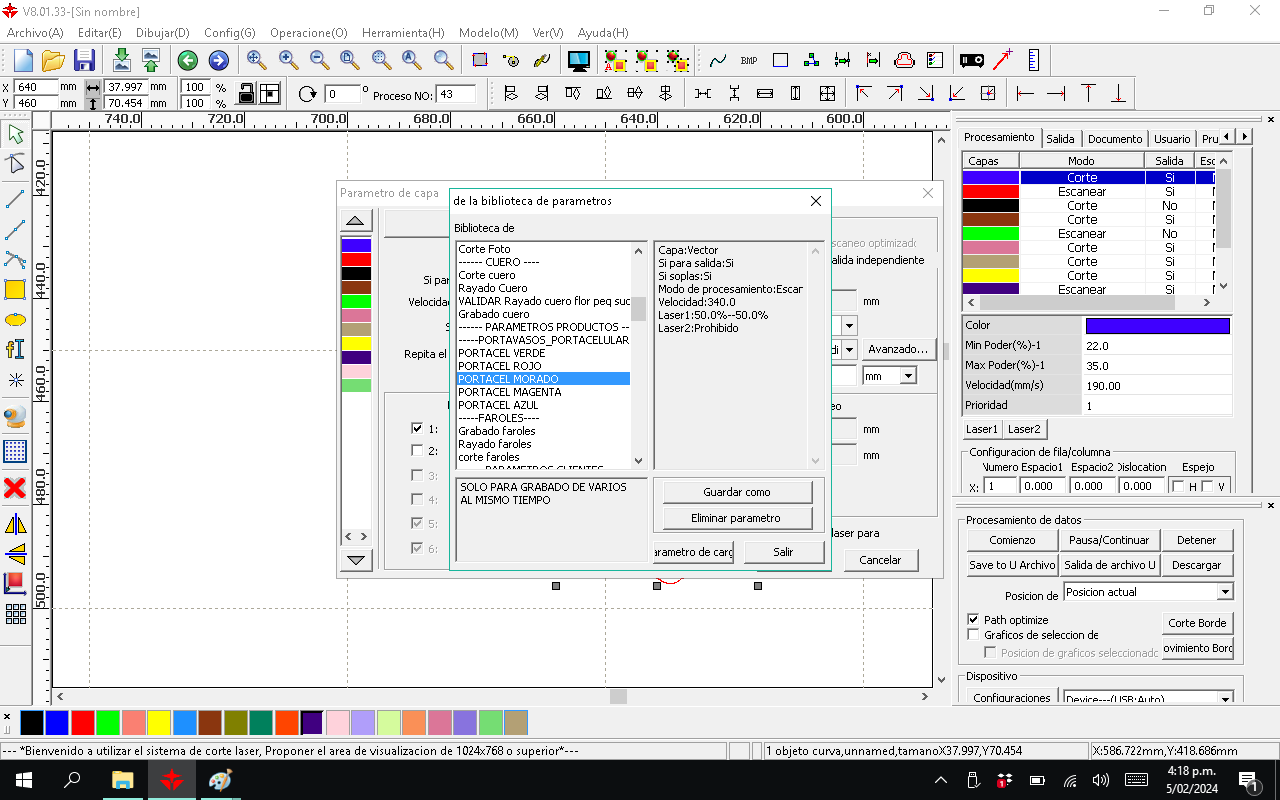 V8.01.33-[Sin nombre]
Archivo(A) Editar(E) Dibujar(D) Config(G) Operacione(O) Herramienta(H) Modelo(M) Ver(V) Ayuda(H)
BMP
X 640 mm 37.997 mm 100 %
Y 460 mm 70.454 mm 100 %
0 ° Proceso NO: 43
740.0 720.0 700.0 680.0 660.0 640.0 620.0 600.0
420.0
440.0
460.0
480.0
500.0
Parametro de capa
Si par
Velocidad
S
Repita el
1:
2:
3:
4:
5:
6:
de la biblioteca de parametros
Biblioteca de
Corte Foto
------ CUERO ----
Corte cuero
Rayado Cuero
VALIDAR Rayado cuero flor peq suc
Grabado cuero
------ PARAMETROS PRODUCTOS --
-----PORTAVASOS_PORTACELULAR
PORTACEL VERDE
PORTACEL ROJO
PORTACEL MORADO
PORTACEL MAGENTA
PORTACEL AZUL
-----FAROLES----
Grabado faroles
Rayado faroles
corte faroles
PARAMETROS CLIENTES
Capa:Vector
Si para salida:Si
Si soplas:Si
Modo de procesamiento:Escar
Velocidad:340.0
Laser1:50.0%--50.0%
Laser2:Prohibido
SOLO PARA GRABADO DE VARIOS
AL MISMO TIEMPO
Guardar como
Eliminar parametro
arametro de carg
Salir
scaneo optimizado
alida independiente
mm
di Avanzado...
mm
eo
mm
mm
laser para
Cancelar
Procesamiento Salida Documento Usuario Pru
Capas Modo Salida Esc
Corte Si
Escanear Si
Corte No
Corte Si
Escanear No
Corte Si
Corte Si
Corte Si
Escanear Si
Color
Min Poder(%)-1 22.0
Max Poder(%)-1 35.0
Velocidad(mm/s) 190.00
Prioridad 1
Laser1 Laser2
Configuracion de fila/columna
Numero Espacio1 Espacio2 Dislocation Espejo
X: 1 0.000 0.000 0.000 H V
Procesamiento de datos
Comienzo Pausa/Continuar Detener
Save to U Archivo Salida de archivo U Descargar
Posicion de Posicion actual
Path optimize
Graficos de seleccion de
Posicion de graficos seleccionado
Corte Borde
ovimiento Bord
Dispositivo
Configuraciones Device---(USB:Auto)
--- *Bienvenido a utilizar el sistema de corte laser, Proponer el area de visualizacion de 1024x768 o superior*---
1 objeto curva,unnamed,tamanoX37.997,Y70.454
X:586.722mm,Y:418.686mm
4:18 p.m.
5/02/2024
1
1